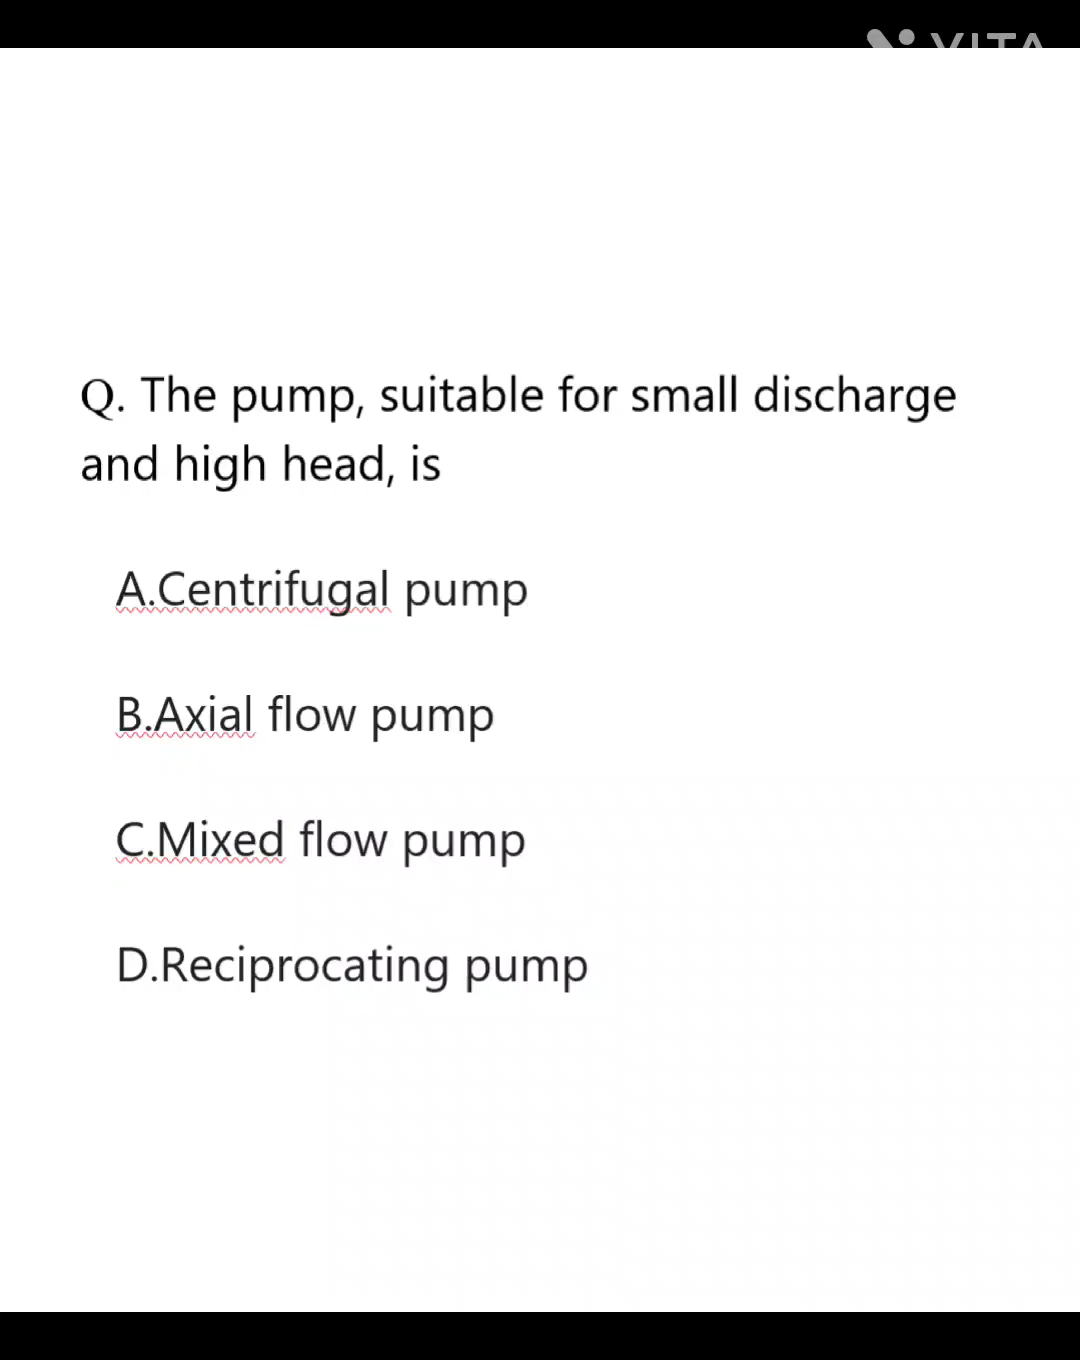 VITA
Q. The pump, suitable for small discharge
and high head, is
A.Centrifugal pump
B.Axial flow pump
C.Mixed flow pump
D.Reciprocating pump